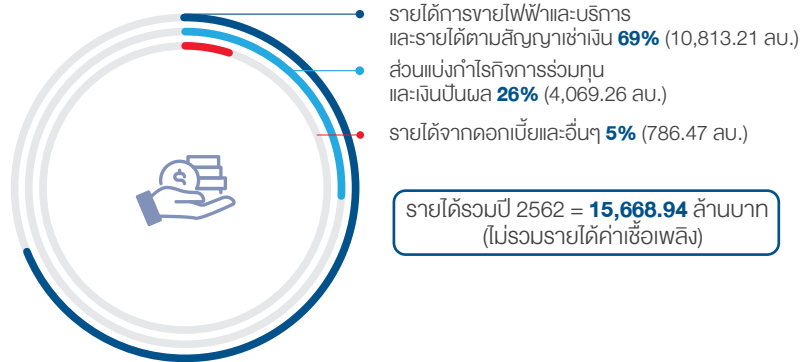 รายได้การขายไฟฟ้าและบริการ
และรายได้ตามสัญญาเช่าเงิน 69% (10,813.21 ลบ.)
ส่วนแบ่งกำไรกิจการร่วมทุน
และเงินปันผล 26% (4,069.26 ลบ.)
รายได้จากดอกเบี้ยและอื่นๆ 5% (786.47 ลบ.)
รายได้รวมปี 2562 = 15,668.94 ล้านบาท
(ไม่รวมรายได้ค่าเชื้อเพลิง)